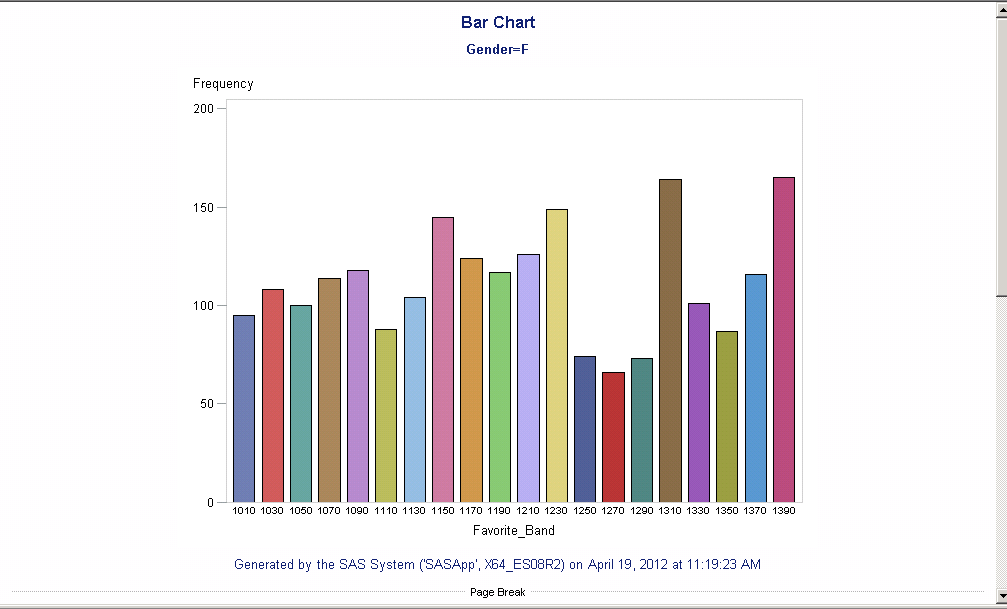 Bar Chart
Gender=F
Frequency
200
150
100
50
0
1010 1030 1050 1070 1090 1110 1130 1150 1170 1190 1210 1230 1250 1270 1290 1310 1330 1350 1370 1390
Favorite_Band
Generated by the SAS System ('SASApp', X64_ES08R2) on April 19, 2012 at 11:19:23 AM
Page Break